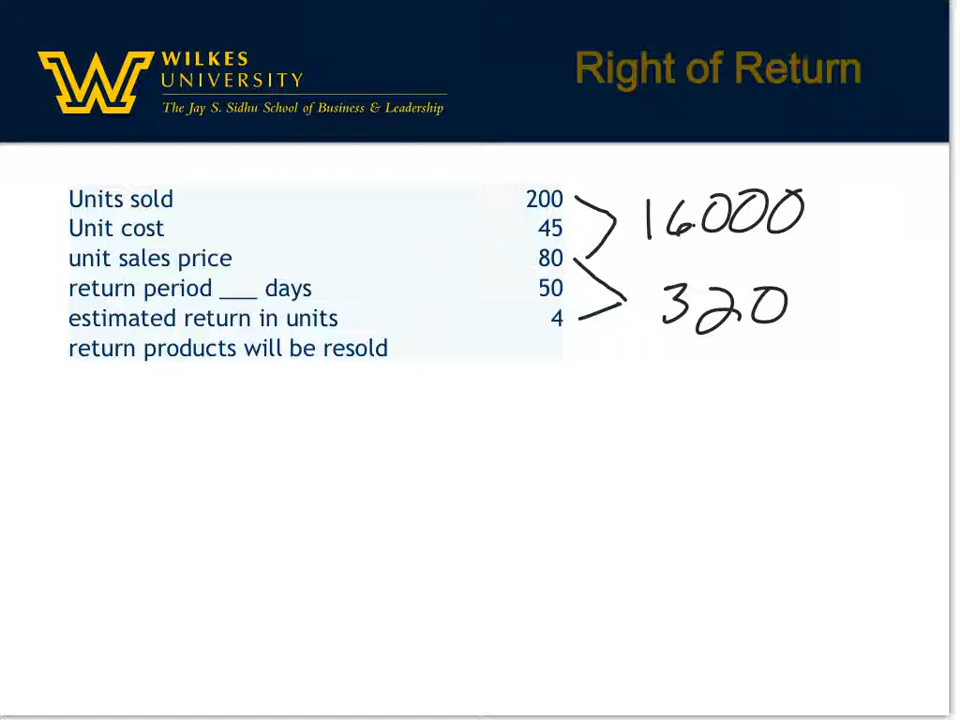 WILKES
UNIVERSITY
The Jay S. Sidhu School of Business & Leadership
Right of Return
Units sold 200
Unit cost 45
unit sales price 80
return period ___ days 50
estimated return in units 4
return products will be resold
16000
320